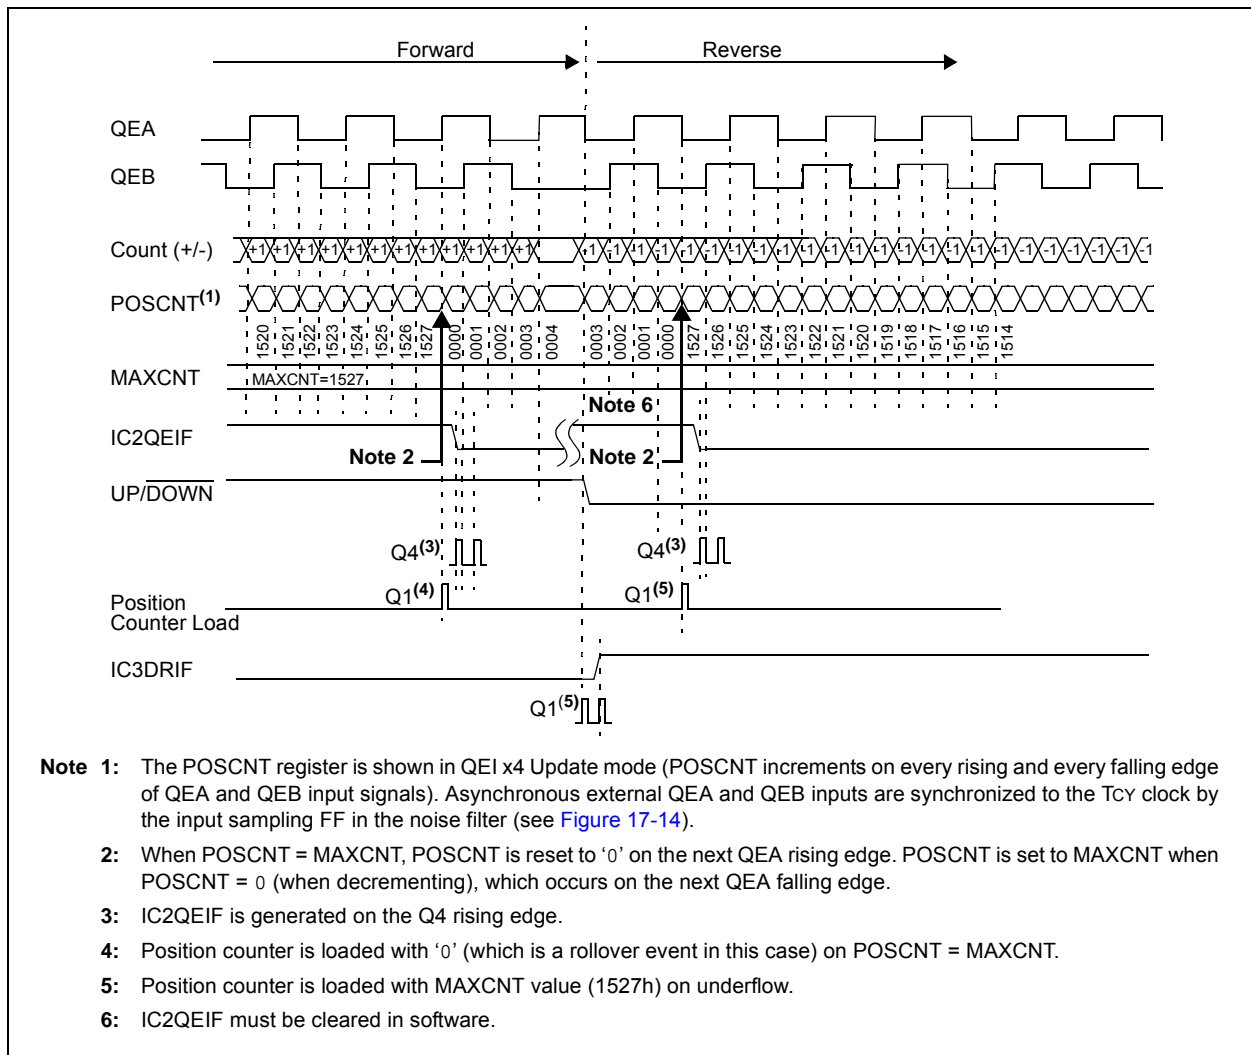 Forward Reverse
QEA
QEB
Count (+/-) +1 +1 +1 +1 +1 +1 +1 +1 +1 +1 +1 +1 -1 -1 -1 -1 -1 -1 -1 -1 -1 -1 -1 -1 -1 -1 -1 -1 -1 -1 -1 -1 -1 -1 -1 -1
POSCNT(1)
1520 1521 1522 1523 1524 1525 1526 1527 0000 0001 0002 0003 0004 0003 0002 0001 0000 1527 1526 1525 1524 1523 1522 1521 1520 1519 1518 1517 1516 1515 1514
MAXCNT MAXCNT=1527
Note 6
IC2QEIF
Note 2 Note 2
UP/DOWN
Q4(3) Q4(3)
Q1(4) Q1(5)
Position
Counter Load
IC3DRIF
Q1(5)
Note 1: The POSCNT register is shown in QEI x4 Update mode (POSCNT increments on every rising and every falling edge
of QEA and QEB input signals). Asynchronous external QEA and QEB inputs are synchronized to the TCY clock by
the input sampling FF in the noise filter (see Figure 17-14).
2: When POSCNT = MAXCNT, POSCNT is reset to ‘0’ on the next QEA rising edge. POSCNT is set to MAXCNT when
POSCNT = 0 (when decrementing), which occurs on the next QEA falling edge.
3: IC2QEIF is generated on the Q4 rising edge.
4: Position counter is loaded with ‘0’ (which is a rollover event in this case) on POSCNT = MAXCNT.
5: Position counter is loaded with MAXCNT value (1527h) on underflow.
6: IC2QEIF must be cleared in software.